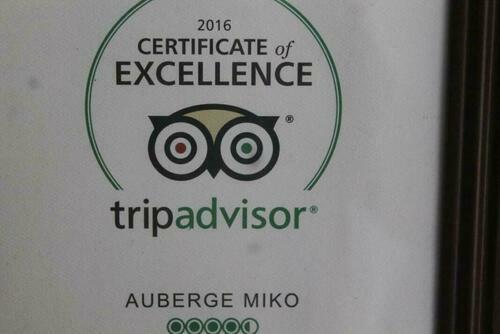 2016
CERTIFICATE of
EXCELLENCE
®
tripadvisor®
AUBERGE MIKO